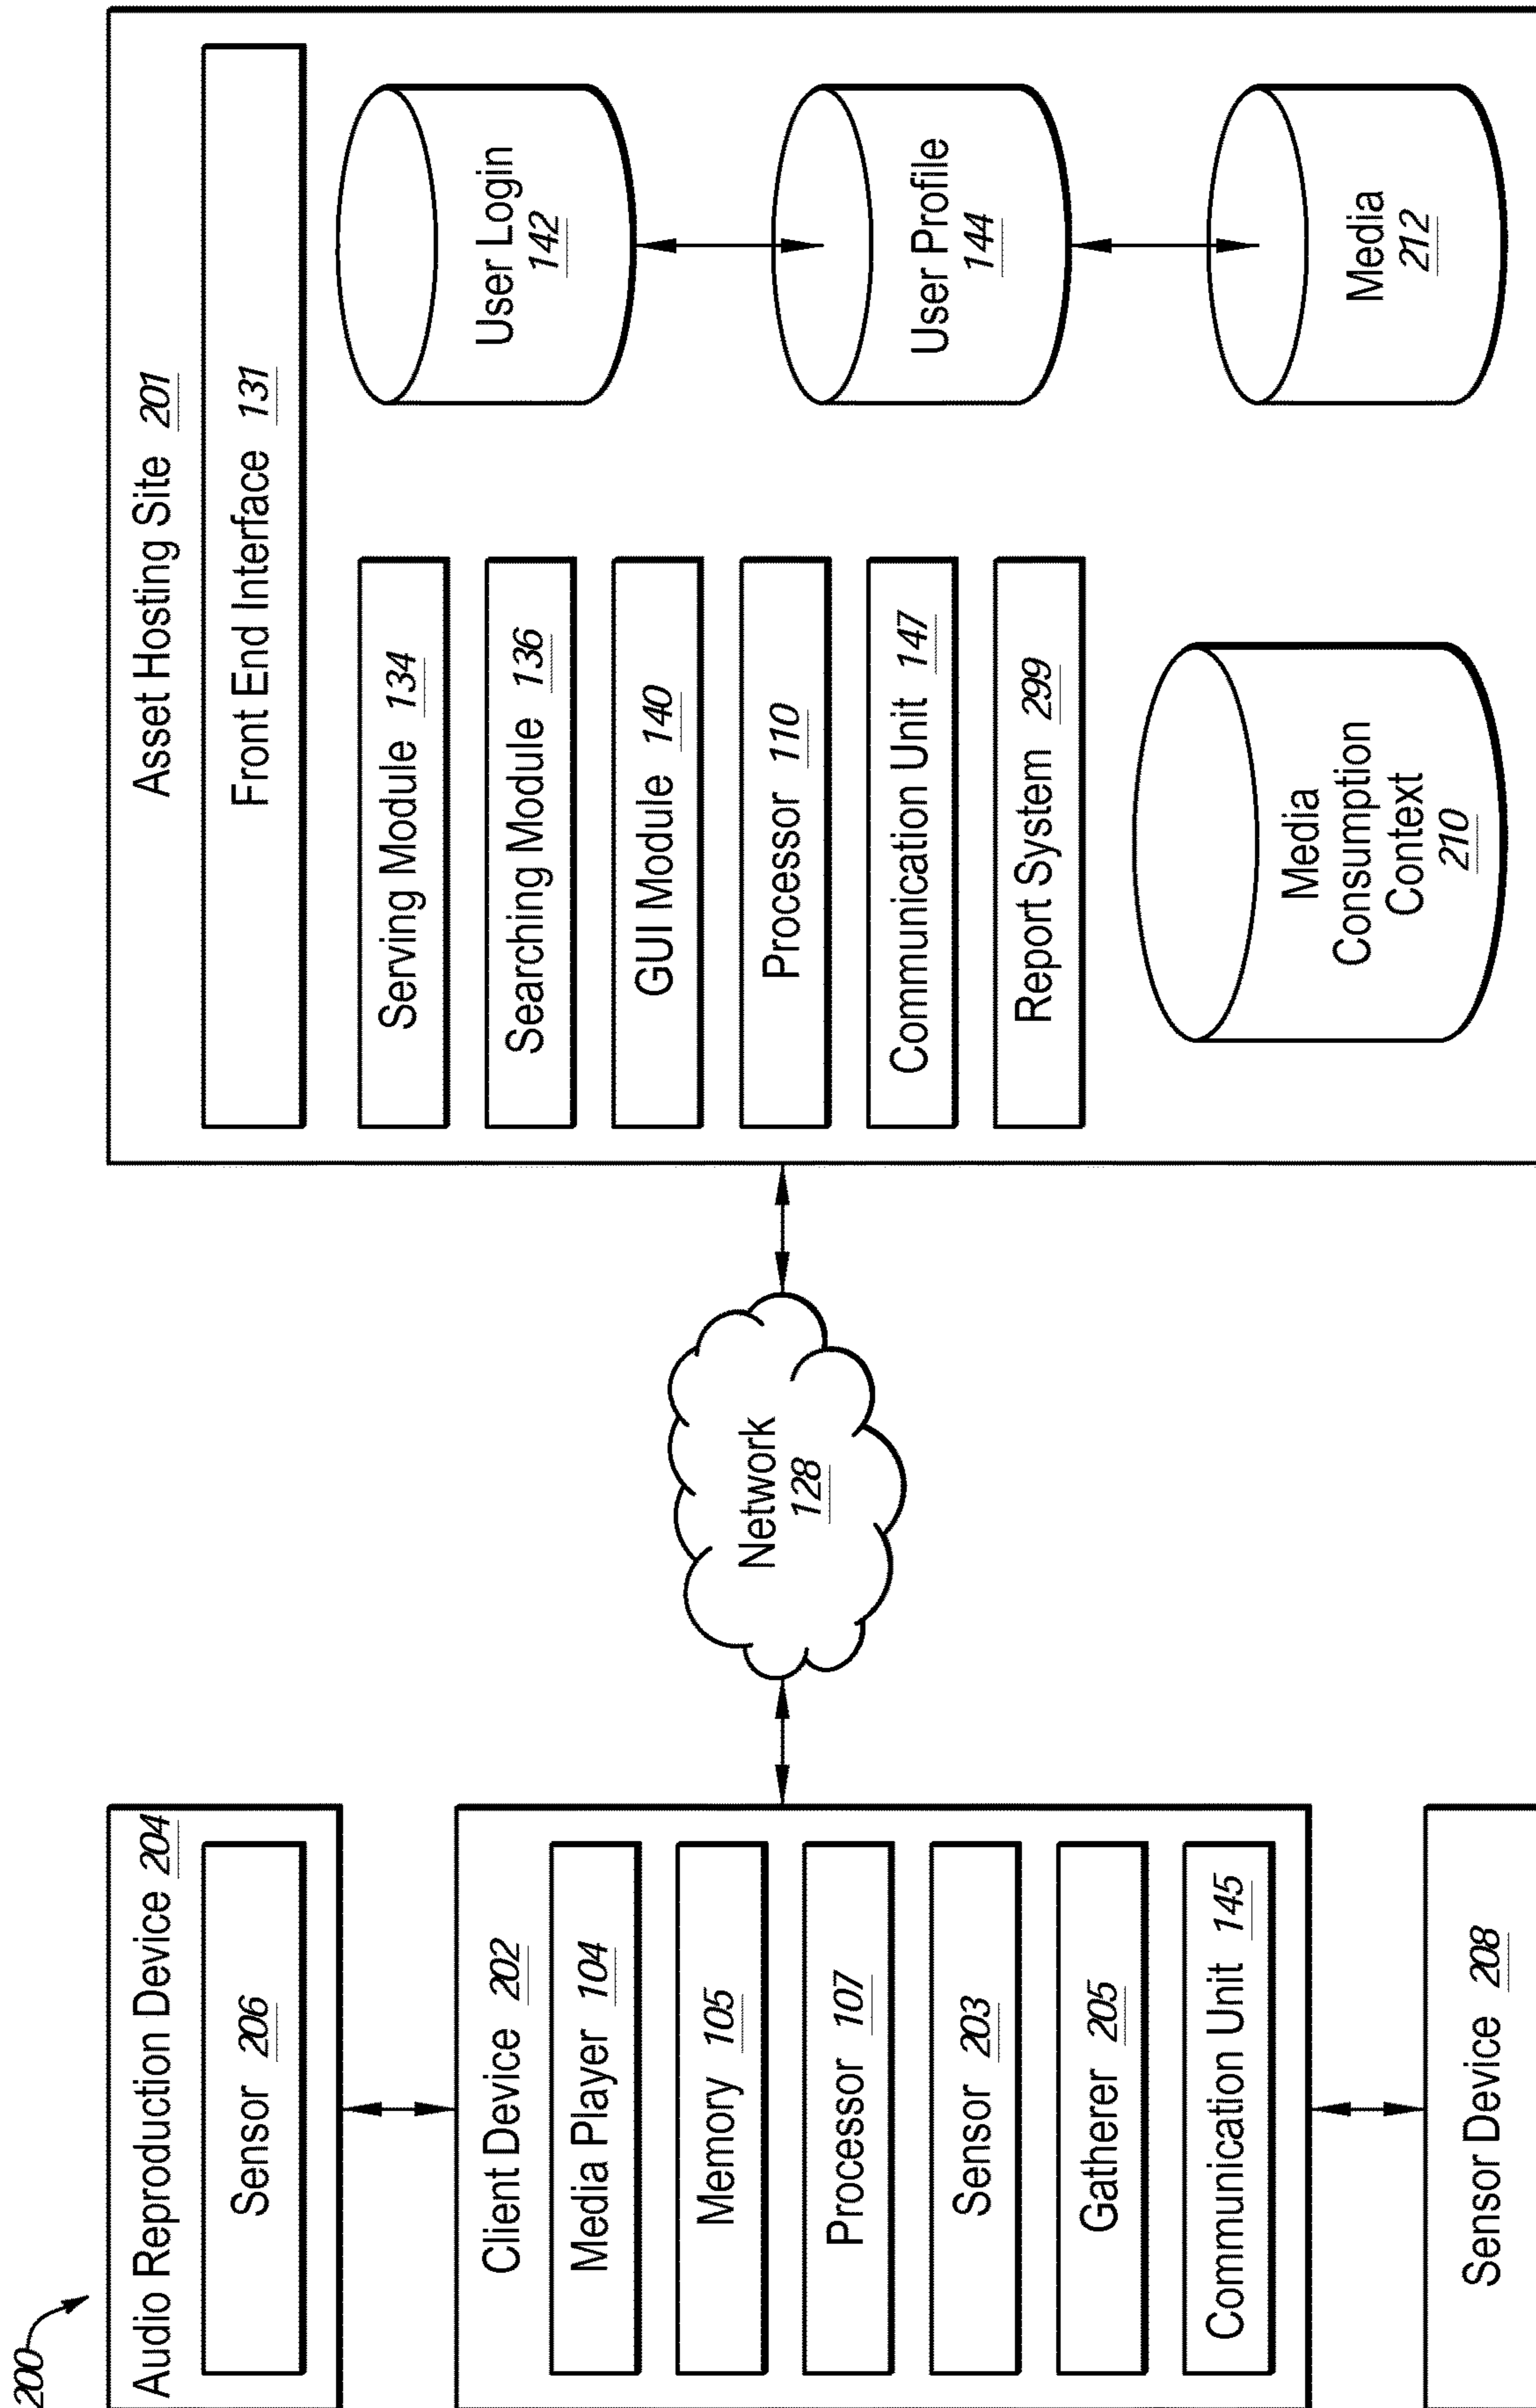 200
Audio Reproduction Device 204
Sensor 206
Client Device 202
Media Player 104
Memory 105
Processor 107
Sensor 203
Gatherer 205
Communication Unit 145
Sensor Device 208
Network
128
Asset Hosting Site 201
Front End Interface 131
Serving Module 134
Searching Module 136
GUI Module 140
Processor 110
Communication Unit 147
Report System 299
Media
Consumption
Context
210
User Login
142
User Profile
144
Media
212